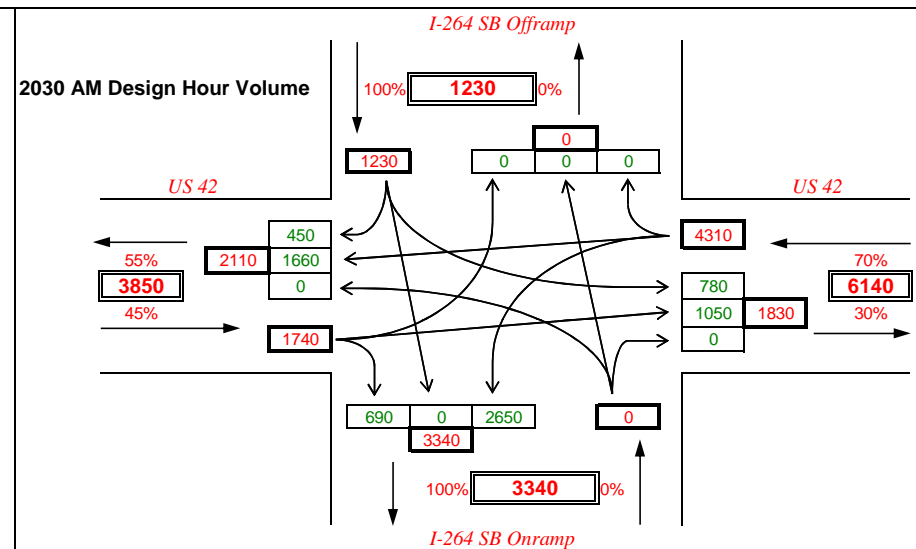 I-264 SB Offramp
2030 AM Design Hour Volume
100% 1230 0%
0
1230 0 0 0
US 42 US 42
450 4310
55% 2110 1660 70%
3850 0 780 6140
45% 1050 1830 30%
1740 0
690 0 2650 0
3340
100% 3340 0%
I-264 SB Onramp